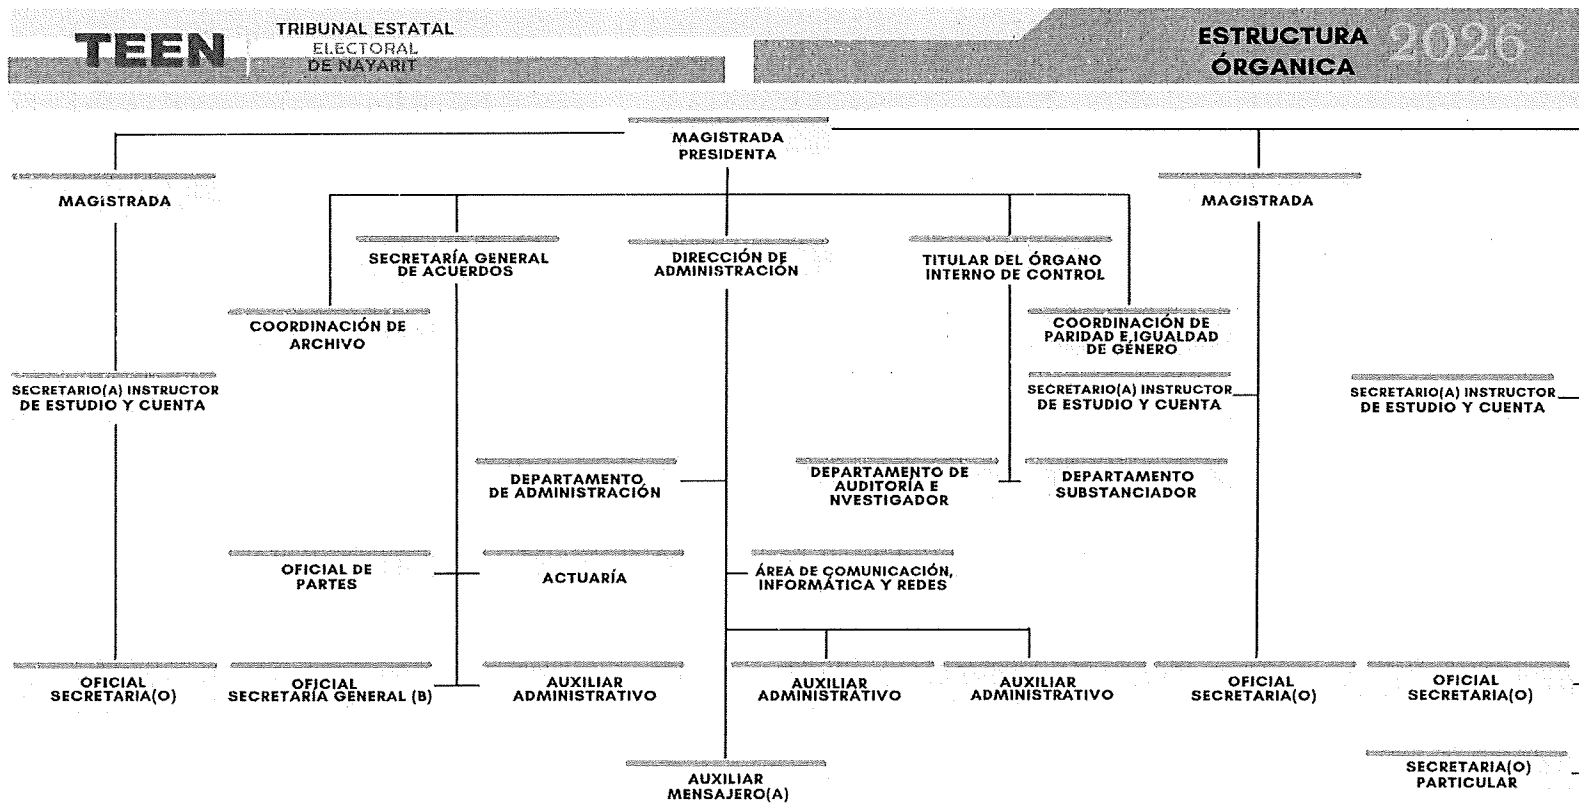 TEEN
TRIBUNAL ESTATAL
ELECTORAL
DE NAYARIT
ESTRUCTURA
ÓRGANICA
2026
MAGISTRADA
PRESIDENTA
MAGISTRADA
MAGISTRADA
SECRETARÍA GENERAL
DE ACUERDOS
DIRECCIÓN DE
ADMINISTRACIÓN
TITULAR DEL ÓRGANO
INTERNO DE CONTROL
COORDINACIÓN DE
ARCHIVO
COORDINACIÓN DE
PARIDAD E IGUALDAD
DE GÉNERO
SECRETARIO(A) INSTRUCTOR
DE ESTUDIO Y CUENTA
SECRETARIO(A) INSTRUCTOR
DE ESTUDIO Y CUENTA
SECRETARIO(A) INSTRUCTOR
DE ESTUDIO Y CUENTA
DEPARTAMENTO
DE ADMINISTRACIÓN
DEPARTAMENTO DE
AUDITORÍA E
NVESTIGADOR
DEPARTAMENTO
SUBSTANCIADOR
OFICIAL DE
PARTES
ACTUARÍA
ÁREA DE COMUNICACIÓN,
INFORMÁTICA Y REDES
OFICIAL
SECRETARIA(O)
OFICIAL
SECRETARÍA GENERAL (B)
AUXILIAR
ADMINISTRATIVO
AUXILIAR
ADMINISTRATIVO
AUXILIAR
ADMINISTRATIVO
OFICIAL
SECRETARIA(O)
OFICIAL
SECRETARIA(O)
AUXILIAR
MENSAJERO(A)
SECRETARIA(O)
PARTICULAR